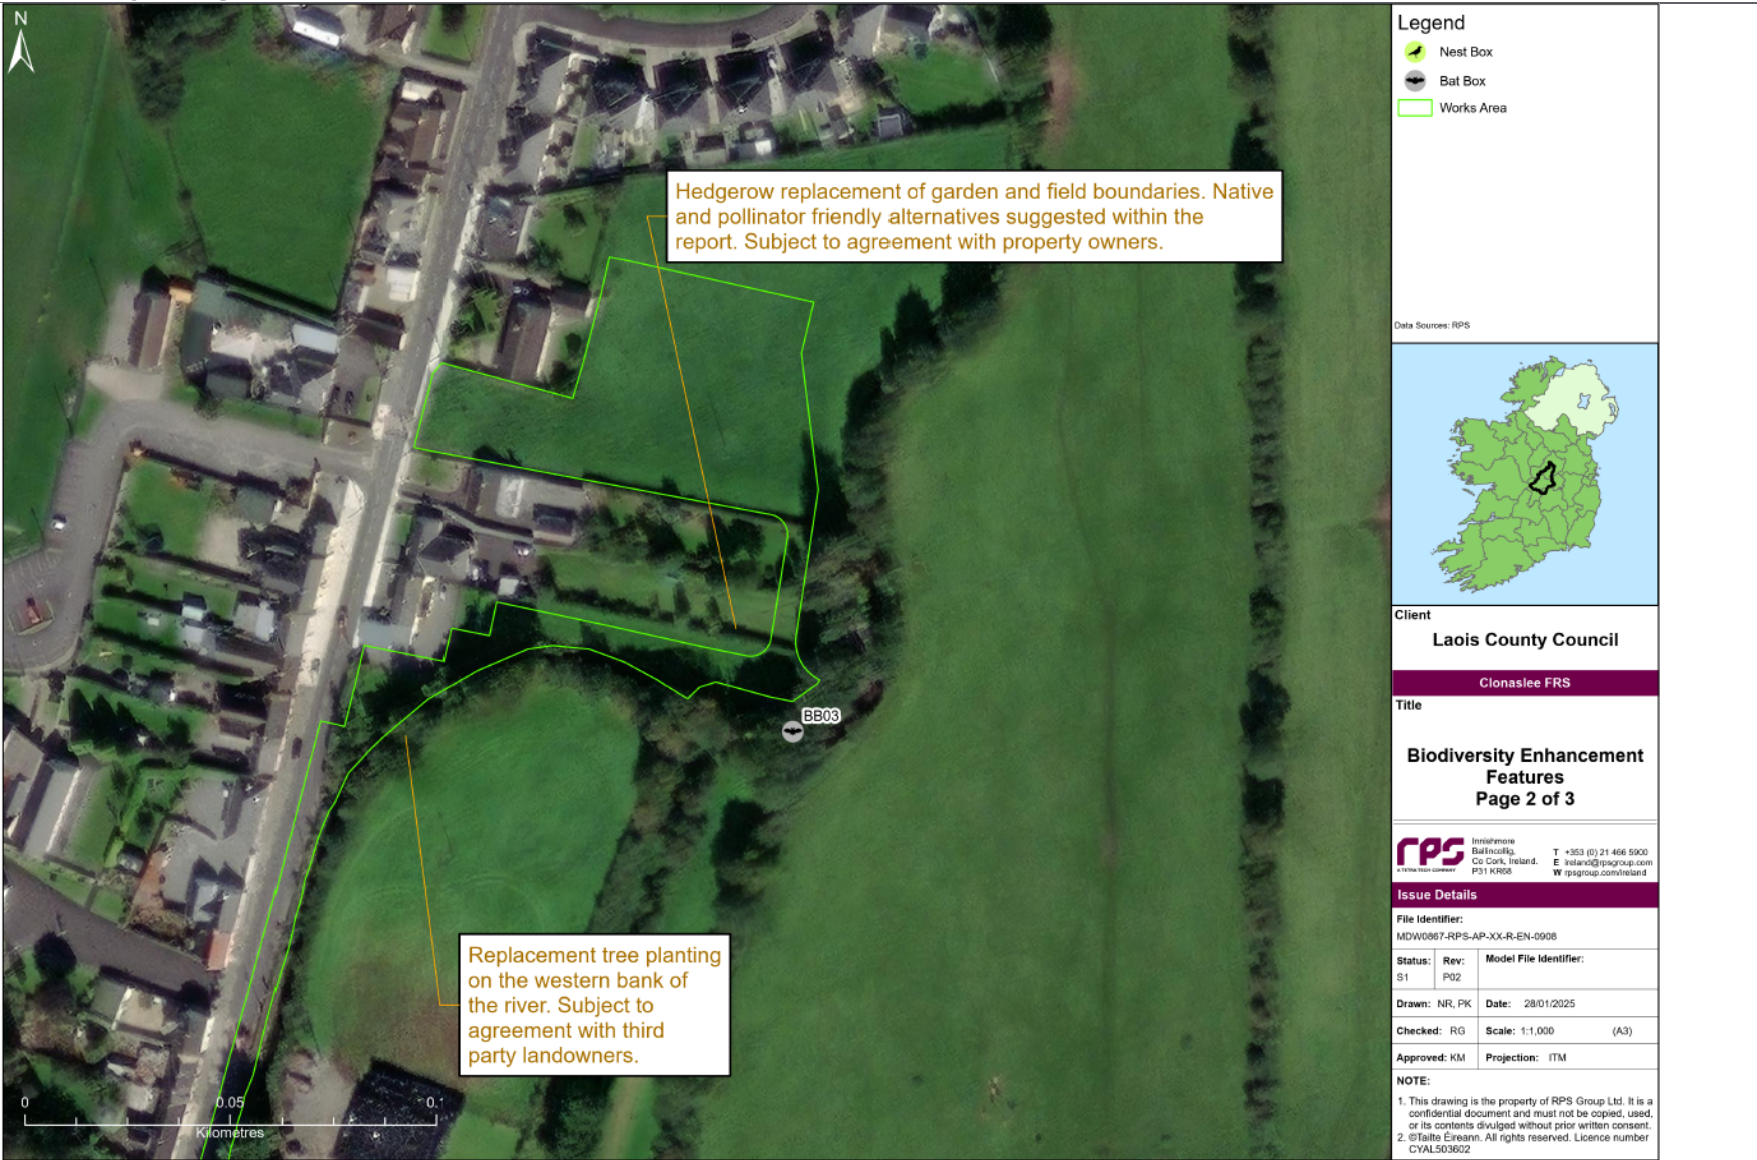 N
Hedgerow replacement of garden and field boundaries. Native
and pollinator friendly alternatives suggested within the
report. Subject to agreement with property owners.
BB03
Replacement tree planting
on the western bank of
the river. Subject to
agreement with third
party landowners.
0 0.05 0.1
Kilometres
Legend
Nest Box
Bat Box
Works Area
Data Sources: RPS
Client
Laois County Council
Clonaslee FRS
Title
Biodiversity Enhancement
Features
Page 2 of 3
rps
A TETRA TECH COMPANY
Innishmore
Ballincollig,
Co Cork, Ireland.
P31 KR68
T +353 (0) 21 466 5900
E ireland@rpsgroup.com
W rpsgroup.com/ireland
Issue Details
File Identifier:
MDW0867-RPS-AP-XX-R-EN-0908
Status: Rev: Model File Identifier:
S1 P02
Drawn: NR, PK Date: 28/01/2025
Checked: RG Scale: 1:1,000 (A3)
Approved: KM Projection: ITM
NOTE:
1. This drawing is the property of RPS Group Ltd. It is a
confidential document and must not be copied, used,
or its contents divulged without prior written consent.
2. ©Tailte Éireann. All rights reserved. Licence number
CYAL503602